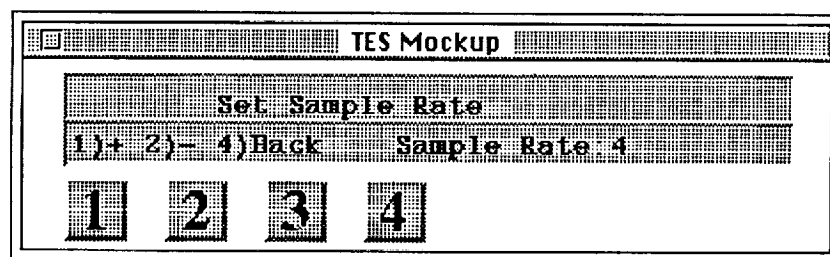 TES Mockup
Set Sample Rate
1)+ 2)- 4)Back Sample Rate:4
1 2 3 4